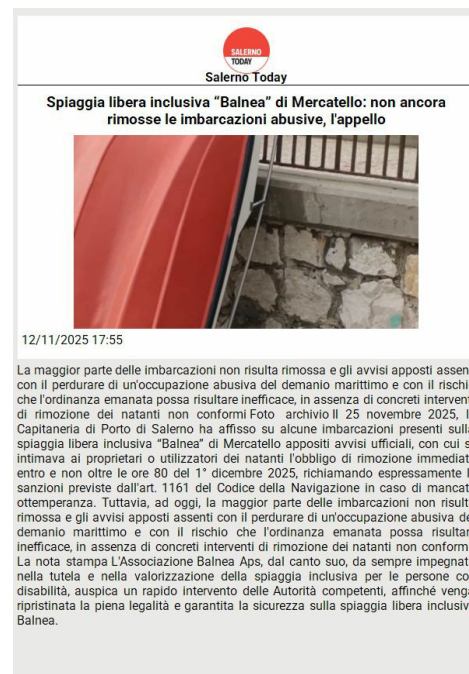 SALERNO
TODAY
Salerno Today
Spiaggia libera inclusiva “Balnea” di Mercatello: non ancora
rimosse le imbarcazioni abusive, l'appello
12/11/2025 17:55
La maggior parte delle imbarcazioni non risulta rimossa e gli avvisi apposti assen
con il perdurare di un'occupazione abusiva del demanio marittimo e con il rischi
che l'ordinanza emanata possa risultare inefficace, in assenza di concreti interven
di rimozione dei natanti non conformi Foto archivio Il 25 novembre 2025, l
Capitaneria di Porto di Salerno ha affisso su alcune imbarcazioni presenti sull
spiaggia libera inclusiva “Balnea” di Mercatello appositi avvisi ufficiali, con cui s
intimava ai proprietari o utilizzatori dei natanti l'obbligo di rimozione immediat
entro e non oltre le ore 80 del 1° dicembre 2025, richiamando espressamente l
sanzioni previste dall'art. 1161 del Codice della Navigazione in caso di mancat
ottemperanza. Tuttavia, ad oggi, la maggior parte delle imbarcazioni non risult
rimossa e gli avvisi apposti assenti con il perdurare di un'occupazione abusiva de
demanio marittimo e con il rischio che l'ordinanza emanata possa risultar
inefficace, in assenza di concreti interventi di rimozione dei natanti non conform
La nota stampa L'Associazione Balnea Aps, dal canto suo, da sempre impegnat
nella tutela e nella valorizzazione della spiaggia inclusiva per le persone co
disabilità, auspica un rapido intervento delle Autorità competenti, affinché veng
ripristinata la piena legalità e garantita la sicurezza sulla spiaggia libera inclusiv
Balnea.